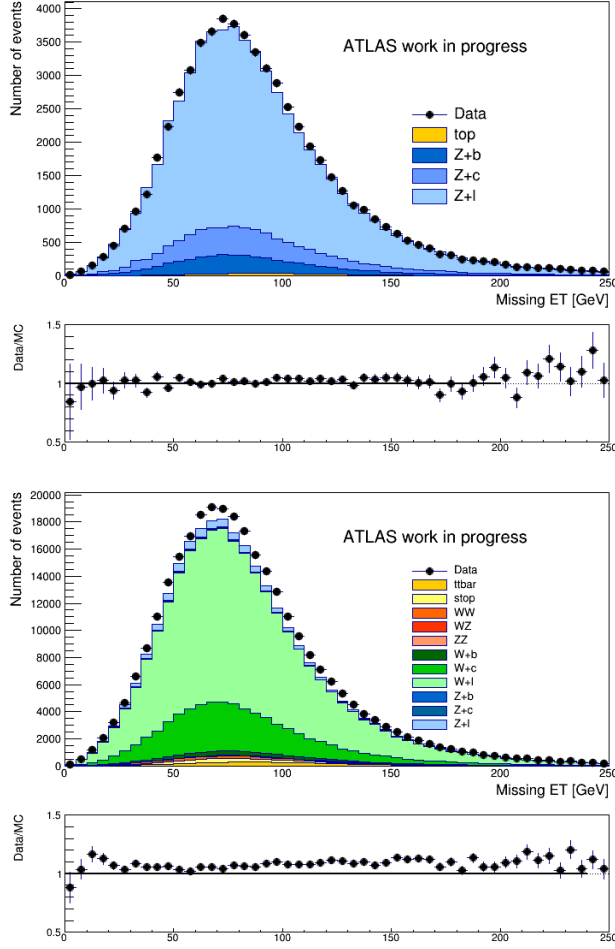 Number of events
4000
3500
3000
2500
2000
1500
1000
500
0
ATLAS work in progress
Data
top
Z+b
Z+c
Z+l
0 50 100 150 200 250
Missing ET [GeV]
Data/MC
1.5
1
0.5
0 50 100 150 200 250
Number of events
20000
18000
16000
14000
12000
10000
8000
6000
4000
2000
0
ATLAS work in progress
Data
ttbar
stop
WW
WZ
ZZ
W+b
W+c
W+l
Z+b
Z+c
Z+l
0 50 100 150 200 250
Missing ET [GeV]
Data/MC
1.5
1
0.5
0 50 100 150 200 250